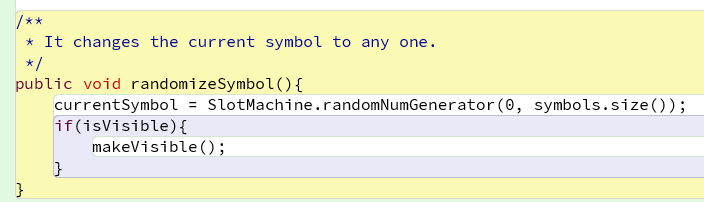 /**
 * It changes the current symbol to any one.
 */
public void randomizeSymbol(){
    currentSymbol = SlotMachine.randomNumGenerator(0, symbols.size());
    if(isVisible){
        makeVisible();
    }
}